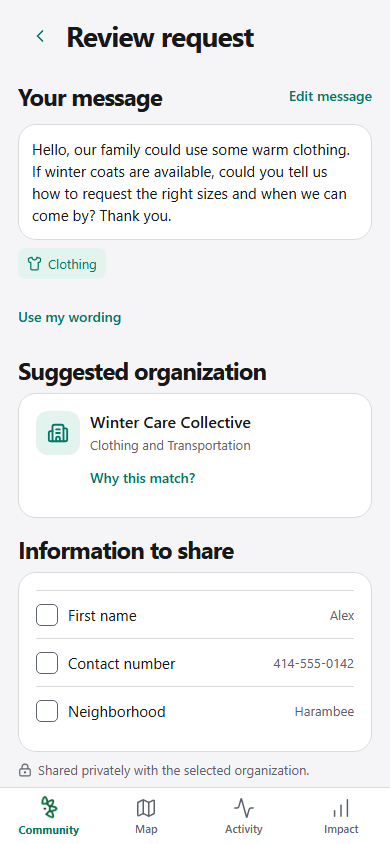 Review request
Your message
Edit message
Hello, our family could use some warm clothing.
If winter coats are available, could you tell us
how to request the right sizes and when we can
come by? Thank you.
Clothing
Use my wording
Suggested organization
Winter Care Collective
Clothing and Transportation
Why this match?
Information to share
First name
Alex
Contact number
414-555-0142
Neighborhood
Harambee
Shared privately with the selected organization.
Community
Map
Activity
Impact